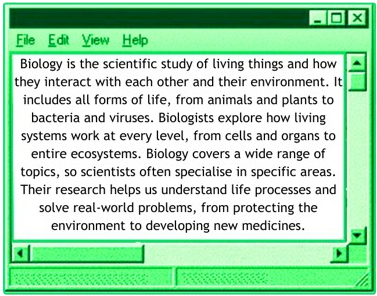 File Edit View Help
Biology is the scientific study of living things and how
they interact with each other and their environment. It
includes all forms of life, from animals and plants to
bacteria and viruses. Biologists explore how living
systems work at every level, from cells and organs to
entire ecosystems. Biology covers a wide range of
topics, so scientists often specialise in specific areas.
Their research helps us understand life processes and
solve real-world problems, from protecting the
environment to developing new medicines.